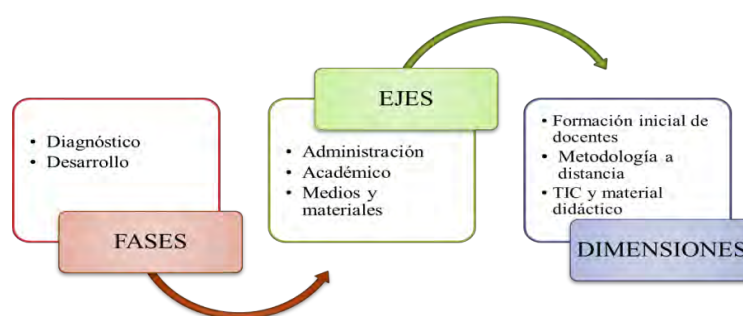 • Diagnóstico
• Desarrollo
FASES
EJES
• Administración
• Académico
• Medios y
materiales
• Formación inicial de
docentes
• Metodología a
distancia
• TIC y material
didáctico
DIMENSIONES